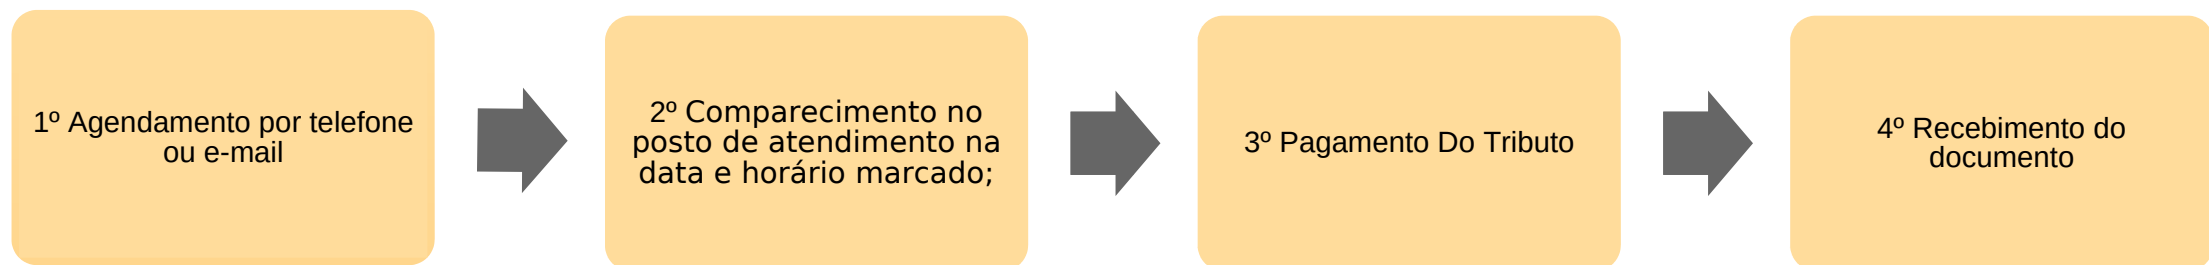 1º Agendamento por telefone
ou e-mail
2º Comparecimento no
posto de atendimento na
data e horário marcado;
3º Pagamento Do Tributo
4º Recebimento do
documento